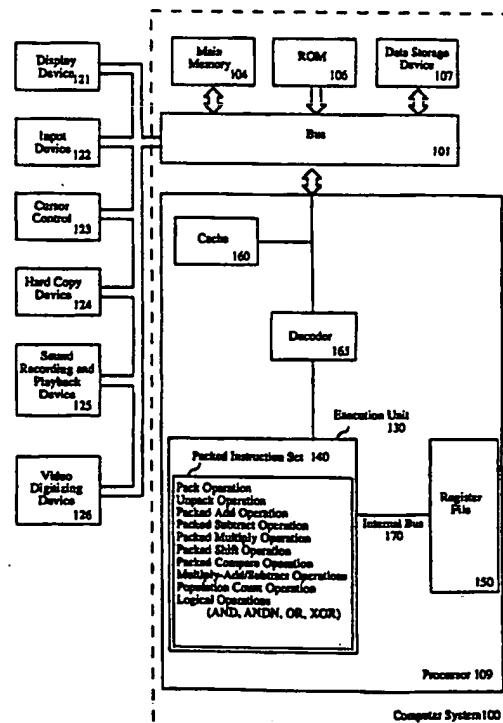 Display
Device
121
Input
Device
122
Cursor
Control
123
Hard Copy
Device
124
Sound
Recording and
Playback
Device
125
Video
Digitizing
Device
126
Main
Memory
104
ROM
106
Data Storage
Device
107
Bus
101
Cache
160
Decoder
165
Execution Unit
130
Packed Instruction Set 140
Pack Operation
Unpack Operation
Packed Add Operation
Packed Subtract Operation
Packed Multiply Operation
Packed Shift Operation
Packed Compare Operation
Multiply-Add/Subtract Operations
Population Count Operation
Logical Operations
(AND, ANDN, OR, XOR)
Internal Bus
170
Register
File
150
Processor 109
Computer System 100